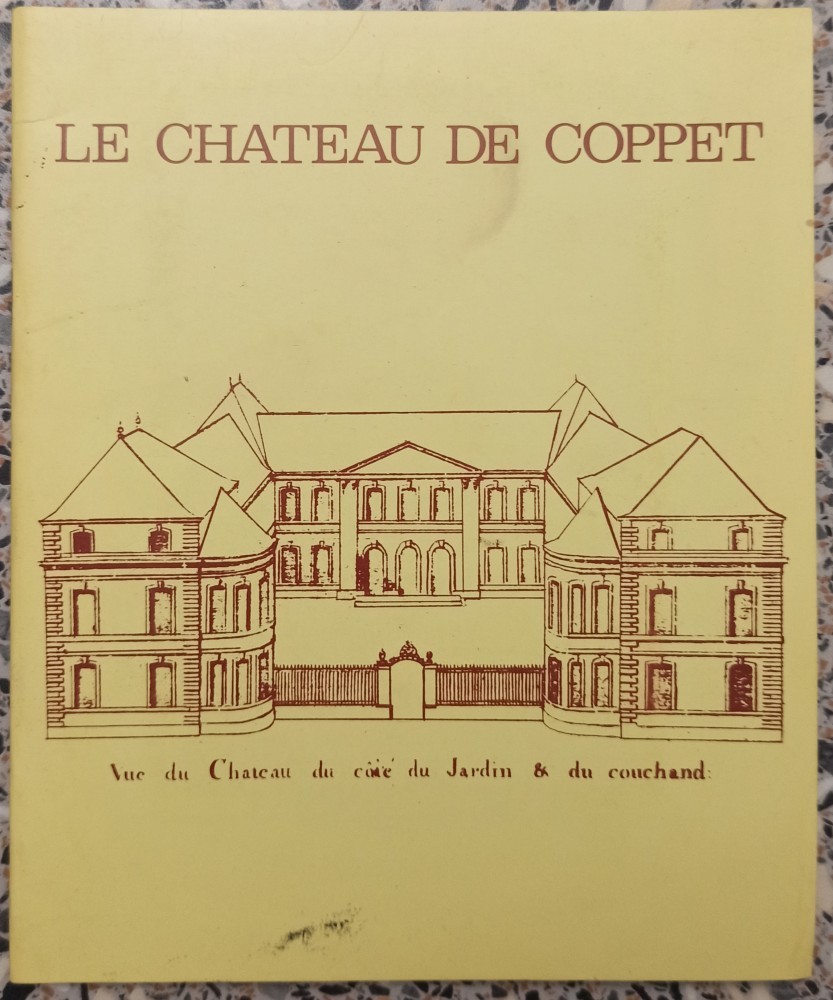 LE CHATEAU DE COPPET
Vue du Chateau du côté du Jardin & du couchand: